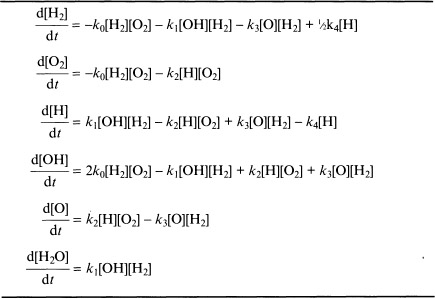 d[H₂]/dt = −k₀[H₂][O₂] − k₁[OH][H₂] − k₃[O][H₂] + ½k₄[H]
d[O₂]/dt = −k₀[H₂][O₂] − k₂[H][O₂]
d[H]/dt = k₁[OH][H₂] − k₂[H][O₂] + k₃[O][H₂] − k₄[H]
d[OH]/dt = 2k₀[H₂][O₂] − k₁[OH][H₂] + k₂[H][O₂] + k₃[O][H₂]
d[O]/dt = k₂[H][O₂] − k₃[O][H₂]
d[H₂O]/dt = k₁[OH][H₂]